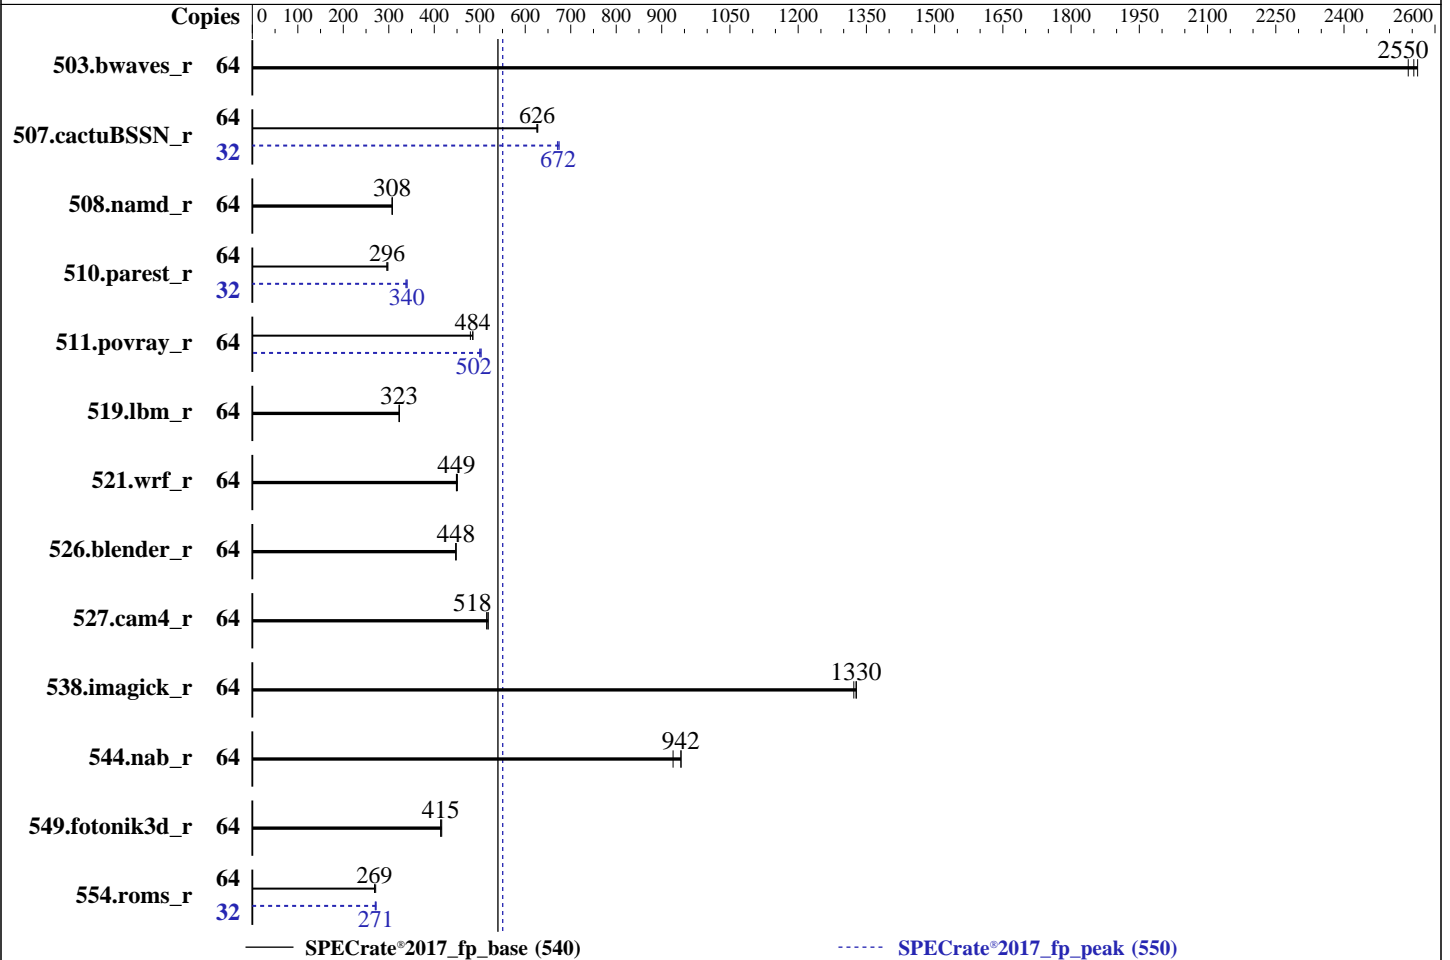 Copies 0 100 200 300 400 500 600 700 800 900 1050 1200 1350 1500 1650 1800 1950 2100 2250 2400 2600
503.bwaves_r 64 2550
507.cactuBSSN_r 64 626
32 672
508.namd_r 64 308
510.parest_r 64 296
32 340
511.povray_r 64 484
502
519.lbm_r 64 323
521.wrf_r 64 449
526.blender_r 64 448
527.cam4_r 64 518
538.imagick_r 64 1330
544.nab_r 64 942
549.fotonik3d_r 64 415
554.roms_r 64 269
32 271
SPECrate®2017_fp_base (540) SPECrate®2017_fp_peak (550)